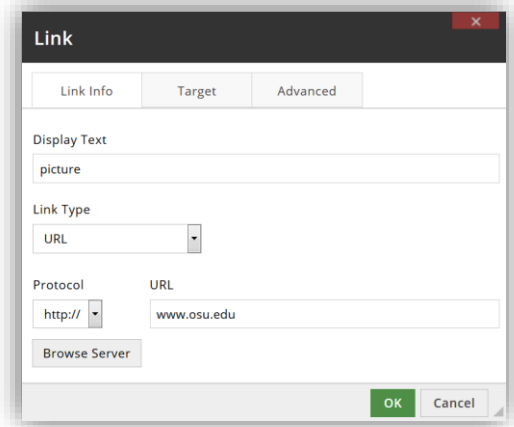 Link
Link Info Target Advanced
Display Text
picture
Link Type
URL
Protocol URL
http:// www.osu.edu
Browse Server
OK Cancel